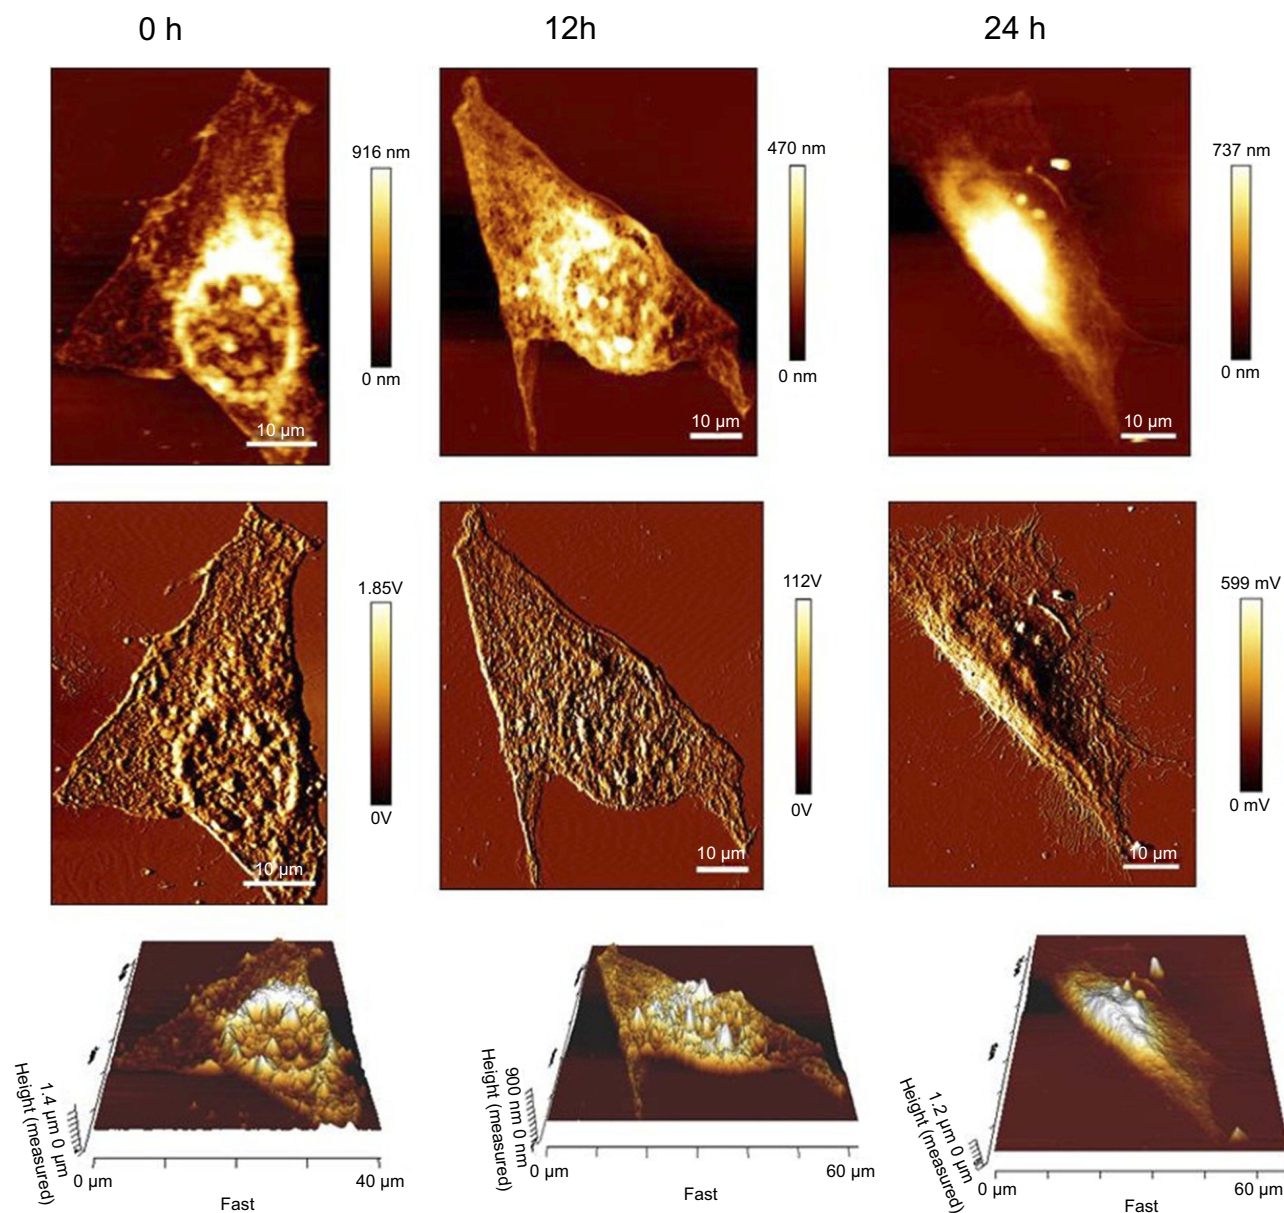 0 h
12h
24 h
916 nm
0 nm
10 µm
470 nm
0 nm
10 µm
737 nm
0 nm
10 µm
1.85V
0V
10 µm
112V
0V
10 µm
599 mV
0 mV
10 µm
1.4 µm 0 µm
Height (measured)
0 µm
40 µm
Fast
900 nm 0 nm
Height (measured)
0 µm
60 µm
Fast
1.2 µm 0 µm
Height (measured)
0 µm
60 µm
Fast